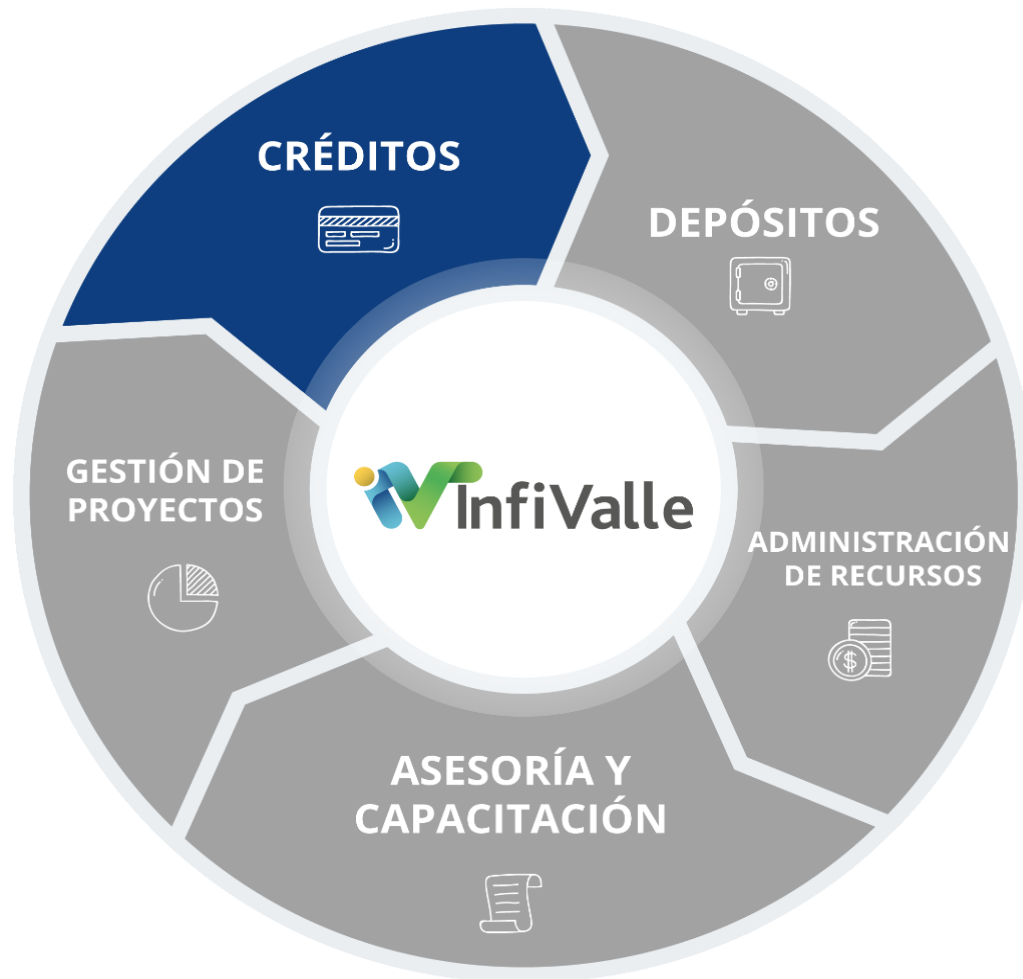 CRÉDITOS
DEPÓSITOS
GESTIÓN DE
PROYECTOS
InfiValle
ADMINISTRACIÓN
DE RECURSOS
$
ASESORÍA Y
CAPACITACIÓN